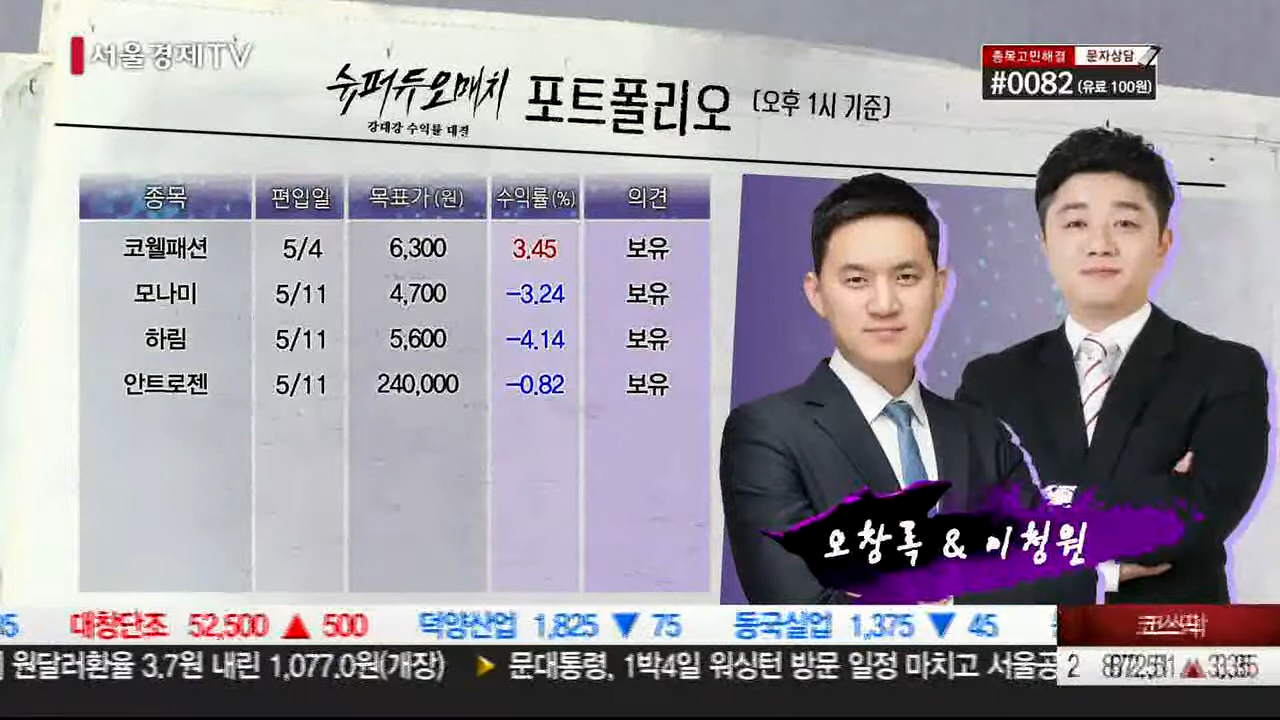 서울경제TV
종목고민해결 문자상담
#0082 (유료 100원)
슈퍼듀오매치 포트폴리오 [오후 1시 기준]
강대강 수익률 대결
종목 편입일 목표가(원) 수익률(%) 의견
코웰패션 5/4 6,300 3.45 보유
모나미 5/11 4,700 -3.24 보유
하림 5/11 5,600 -4.14 보유
안트로젠 5/11 240,000 -0.82 보유
오창록 & 이청원
대창단조 52,500 ▲ 500 덕양산업 1,825 ▼ 75 동국실업 1,375 ▼ 45
원달러환율 3.7원 내린 1,077.0원(개장) ▶ 문대통령, 1박4일 워싱턴 방문 일정 마치고 서울공